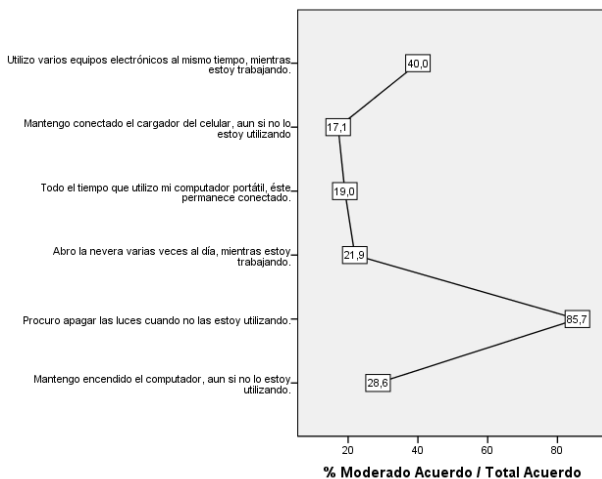 Utilizo varios equipos electrónicos al mismo tiempo, mientras
estoy trabajando.
40,0
Mantengo conectado el cargador del celular, aun si no lo
estoy utilizando
17,1
Todo el tiempo que utilizo mi computador portátil, éste
permanece conectado.
19,0
Abro la nevera varias veces al día, mientras estoy
trabajando.
21,9
Procuro apagar las luces cuando no las estoy utilizando.
85,7
Mantengo encendido el computador, aun si no lo estoy
utilizando.
28,6
20 40 60 80
% Moderado Acuerdo / Total Acuerdo